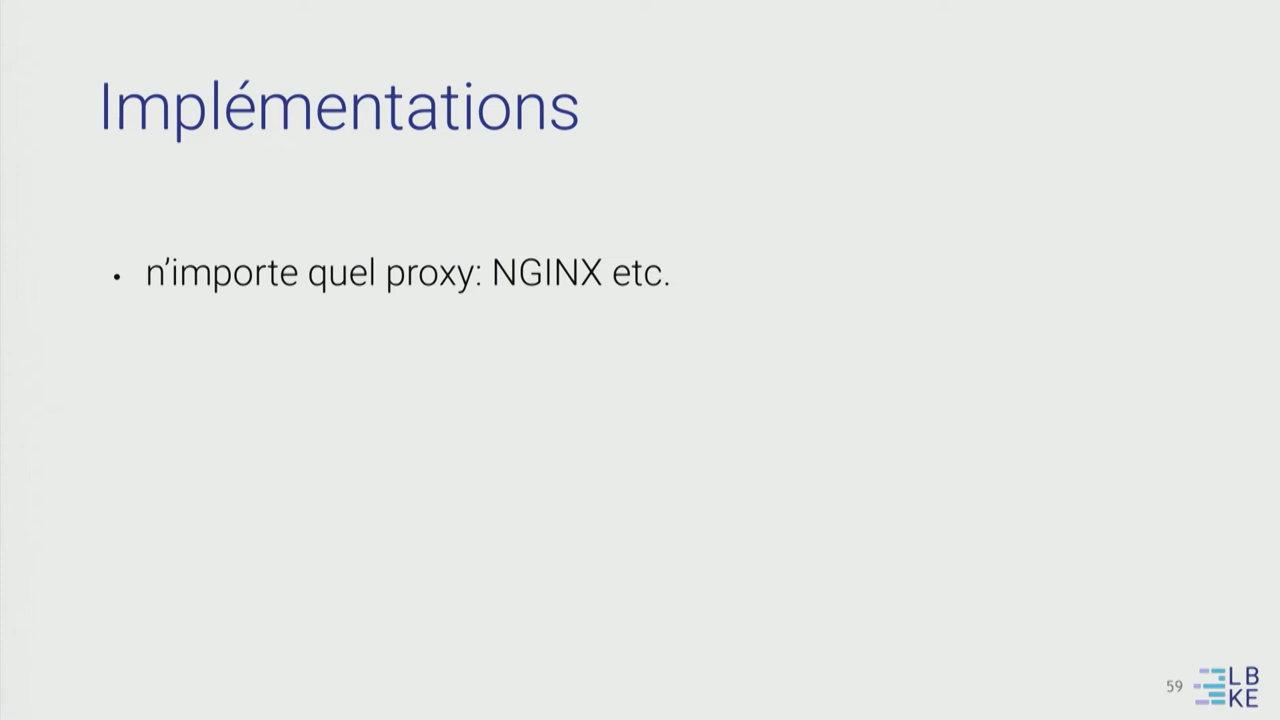 Implémentations
• n’importe quel proxy: NGINX etc.
59
LB
KE